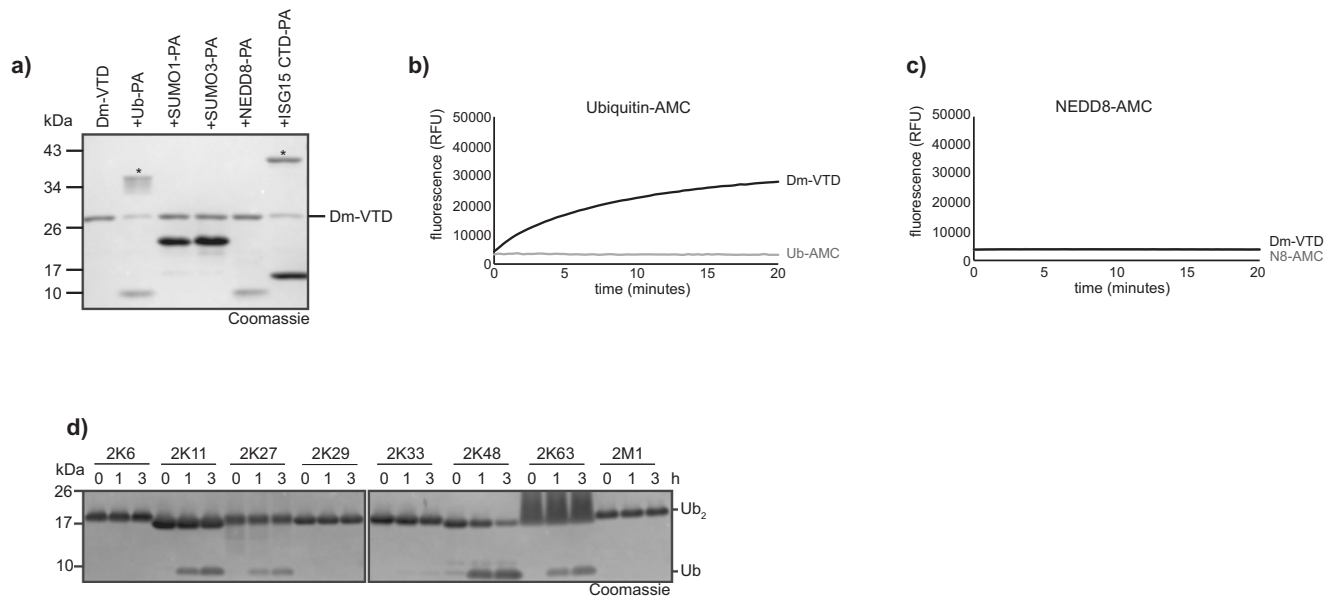 a)
Dm-VTD
+Ub-PA
+SUMO1-PA
+SUMO3-PA
+NEDD8-PA
+ISG15 CTD-PA
kDa
43
34
26
17
10
*
*
Dm-VTD
Coomassie
b)
Ubiquitin-AMC
fluorescence (RFU)
50000
40000
30000
20000
10000
0
0 5 10 15 20
time (minutes)
Dm-VTD
Ub-AMC
c)
NEDD8-AMC
fluorescence (RFU)
50000
40000
30000
20000
10000
0
0 5 10 15 20
time (minutes)
Dm-VTD
N8-AMC
d)
2K6 2K11 2K27 2K29 2K33 2K48 2K63 2M1
kDa
0 1 3 0 1 3 0 1 3 0 1 3 0 1 3 0 1 3 0 1 3 0 1 3 h
26
17
10
Ub2
Ub
Coomassie